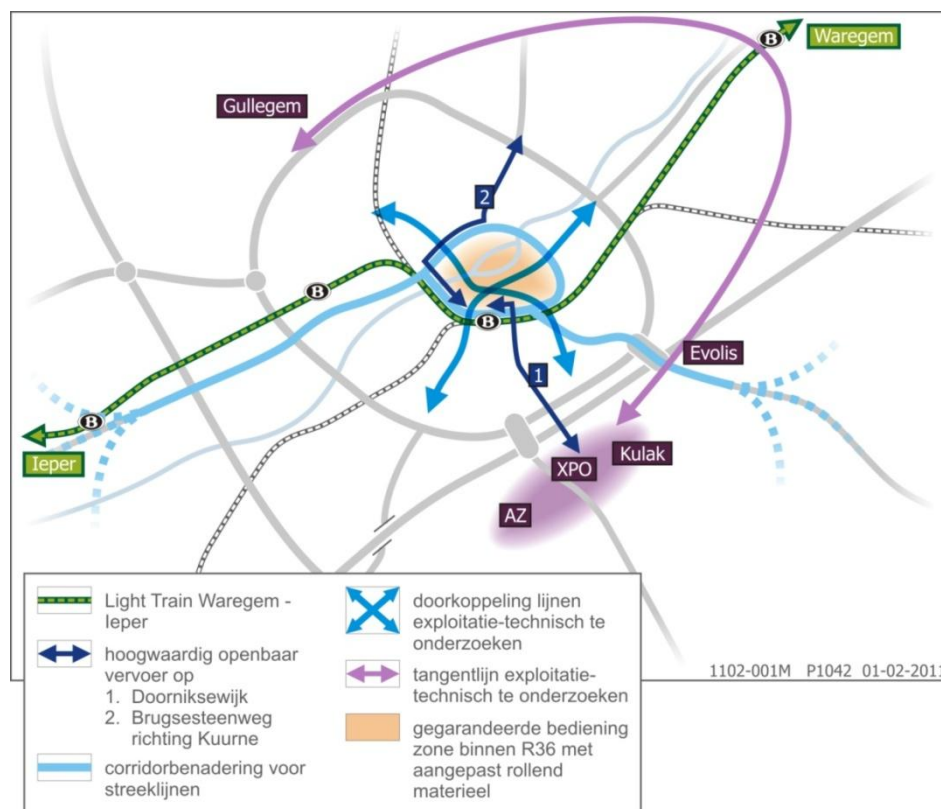 Waregem
B
Gullegem
2
B
B
Evolis
1
B
Kulak
Ieper
XPO
AZ
Light Train Waregem -
Ieper
hoogwaardig openbaar
vervoer op
1. Doorniksewijk
2. Brugsesteenweg
richting Kuurne
corridorbenadering voor
streeklijnen
doorkoppeling lijnen
exploitatie-technisch te
onderzoeken
tangentlijn exploitatie-
technisch te onderzoeken
gegarandeerde bediening
zone binnen R36 met
aangepast rollend
materieel
1102-001M P1042 01-02-2011